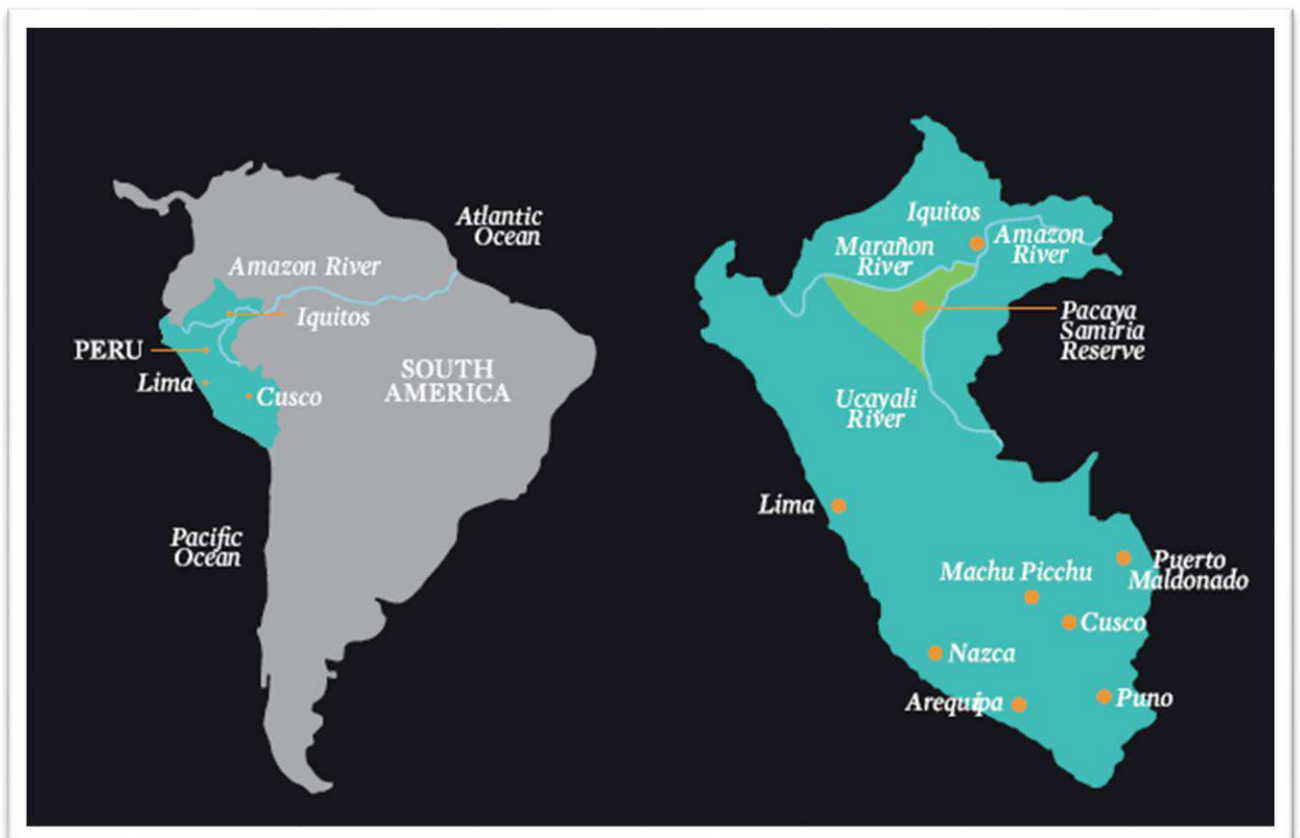 Atlantic
Ocean
Amazon River
Iquitos
PERU
Lima
Cusco
SOUTH
AMERICA
Pacific
Ocean
Iquitos
Marañon
River
Amazon
River
Pacaya
Samiria
Reserve
Ucayali
River
Lima
Machu Picchu
Puerto
Maldonado
Cusco
Nazca
Arequipa
Puno